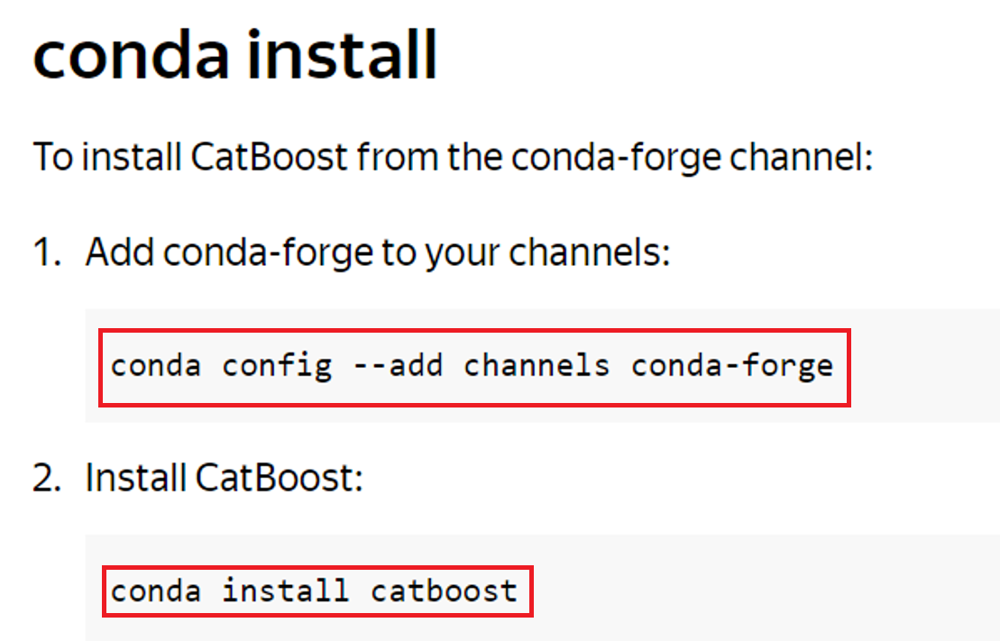 conda install
To install CatBoost from the conda-forge channel:
1. Add conda-forge to your channels:
conda config --add channels conda-forge
2. Install CatBoost:
conda install catboost